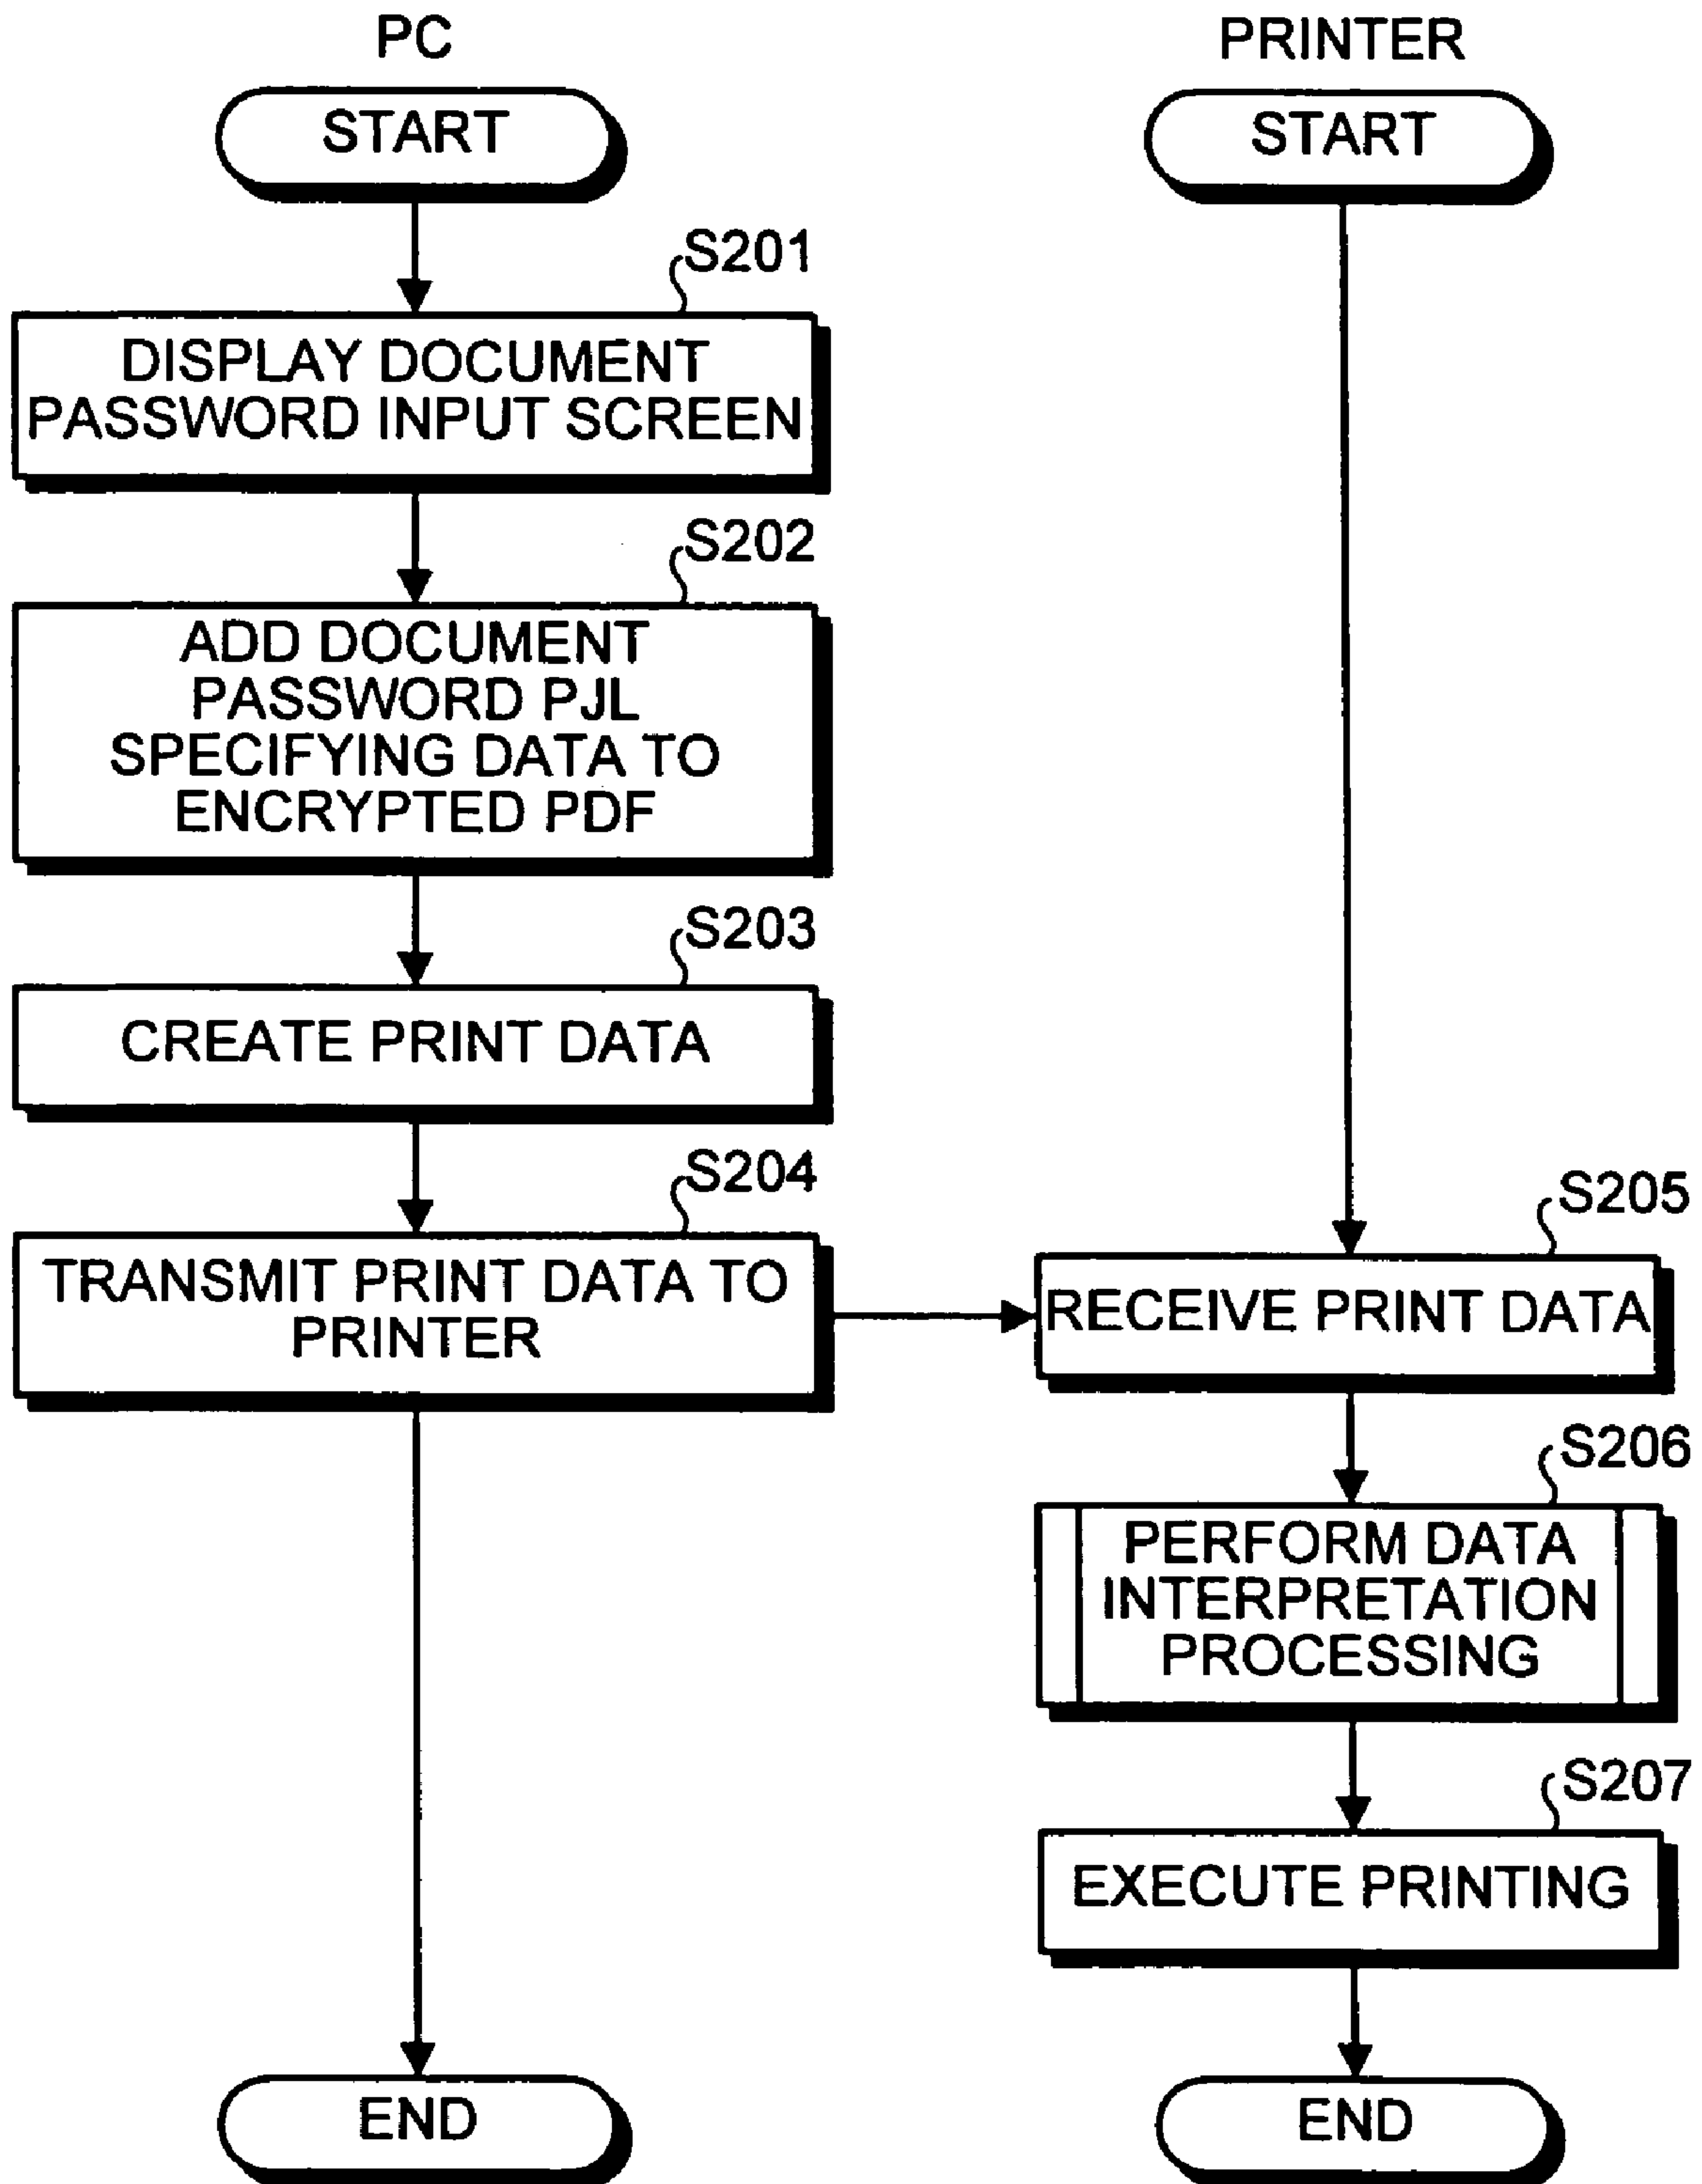 PC
START
S201
DISPLAY DOCUMENT
PASSWORD INPUT SCREEN
S202
ADD DOCUMENT
PASSWORD PJL
SPECIFYING DATA TO
ENCRYPTED PDF
S203
CREATE PRINT DATA
S204
TRANSMIT PRINT DATA TO
PRINTER
END
PRINTER
START
S205
RECEIVE PRINT DATA
S206
PERFORM DATA
INTERPRETATION
PROCESSING
S207
EXECUTE PRINTING
END